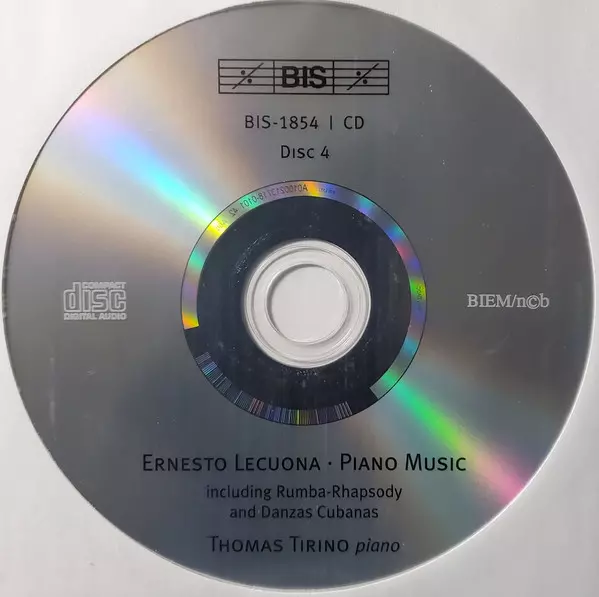 BIS
BIS-1854 | CD
DISC 4
COMPACT
disc
DIGITAL AUDIO
BIEM/n©b
ERNESTO LECUONA · PIANO MUSIC
including Rumba-Rhapsody
and Danzas Cubanas
THOMAS TIRINO piano